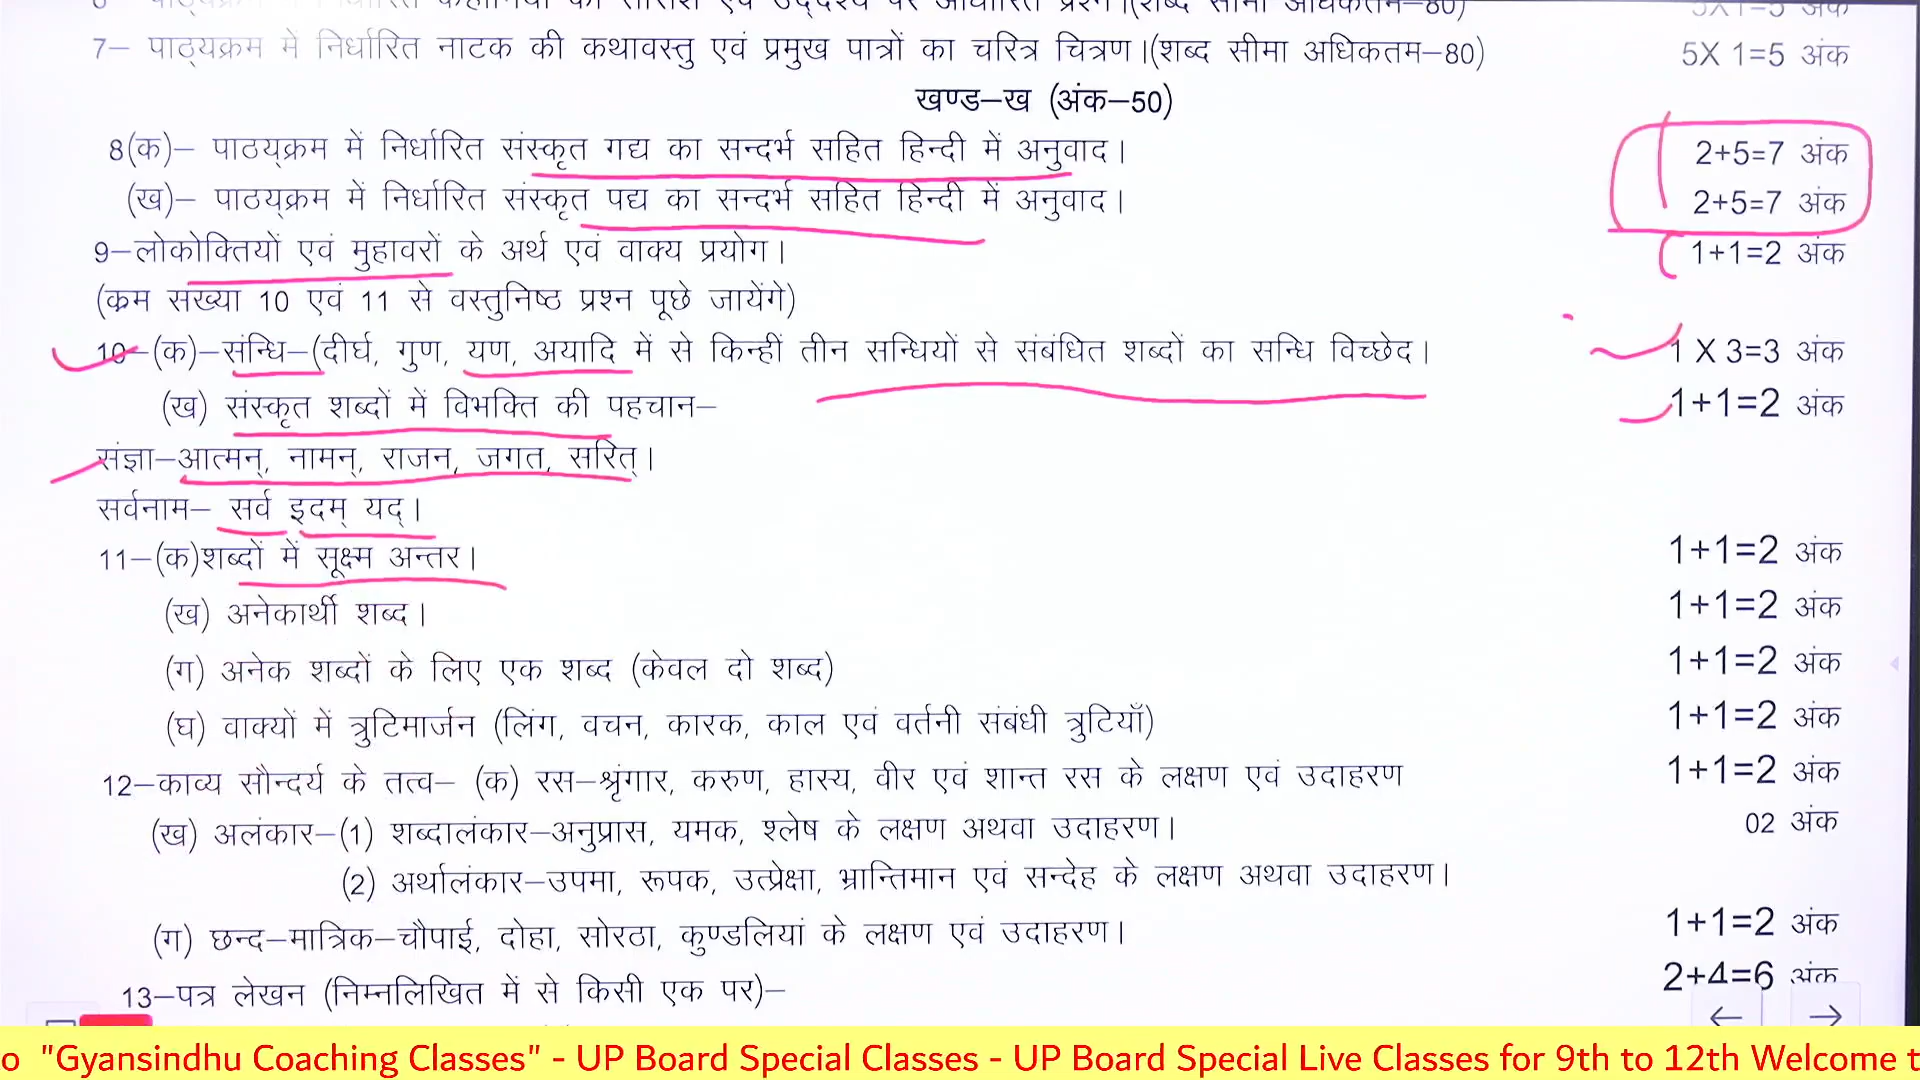 7– पाठ्यक्रम में निर्धारित नाटक की कथावस्तु एवं प्रमुख पात्रों का चरित्र चित्रण।(शब्द सीमा अधिकतम–80) 5X 1=5 अंक
खण्ड–ख (अंक–50)
8(क)– पाठय्क्रम में निर्धारित संस्कृत गद्य का सन्दर्भ सहित हिन्दी में अनुवाद। 2+5=7 अंक
(ख)– पाठय्क्रम में निर्धारित संस्कृत पद्य का सन्दर्भ सहित हिन्दी में अनुवाद। 2+5=7 अंक
9–लोकोक्तियों एवं मुहावरों के अर्थ एवं वाक्य प्रयोग। 1+1=2 अंक
(क्रम सख्या 10 एवं 11 से वस्तुनिष्ठ प्रश्न पूछे जायेंगे)
10–(क)–संन्धि–(दीर्घ, गुण, यण, अयादि में से किन्हीं तीन सन्धियों से संबंधित शब्दों का सन्धि विच्छेद। 1 X 3=3 अंक
(ख) संस्कृत शब्दों में विभक्ति की पहचान– 1+1=2 अंक
संज्ञा–आत्मन्, नामन्, राजन, जगत, सरित्।
सर्वनाम– सर्व इदम् यद्।
11–(क)शब्दों में सूक्ष्म अन्तर। 1+1=2 अंक
(ख) अनेकार्थी शब्द। 1+1=2 अंक
(ग) अनेक शब्दों के लिए एक शब्द (केवल दो शब्द) 1+1=2 अंक
(घ) वाक्यों में त्रुटिमार्जन (लिंग, वचन, कारक, काल एवं वर्तनी संबंधी त्रुटियाँ) 1+1=2 अंक
12–काव्य सौन्दर्य के तत्व– (क) रस–श्रृंगार, करुण, हास्य, वीर एवं शान्त रस के लक्षण एवं उदाहरण 1+1=2 अंक
(ख) अलंकार–(1) शब्दालंकार–अनुप्रास, यमक, श्लेष के लक्षण अथवा उदाहरण। 02 अंक
(2) अर्थालंकार–उपमा, रूपक, उत्प्रेक्षा, भ्रान्तिमान एवं सन्देह के लक्षण अथवा उदाहरण।
(ग) छन्द–मात्रिक–चौपाई, दोहा, सोरठा, कुण्डलियां के लक्षण एवं उदाहरण। 1+1=2 अंक
13–पत्र लेखन (निम्नलिखित में से किसी एक पर)– 2+4=6 अंक
o "Gyansindhu Coaching Classes" - UP Board Special Classes - UP Board Special Live Classes for 9th to 12th Welcome t